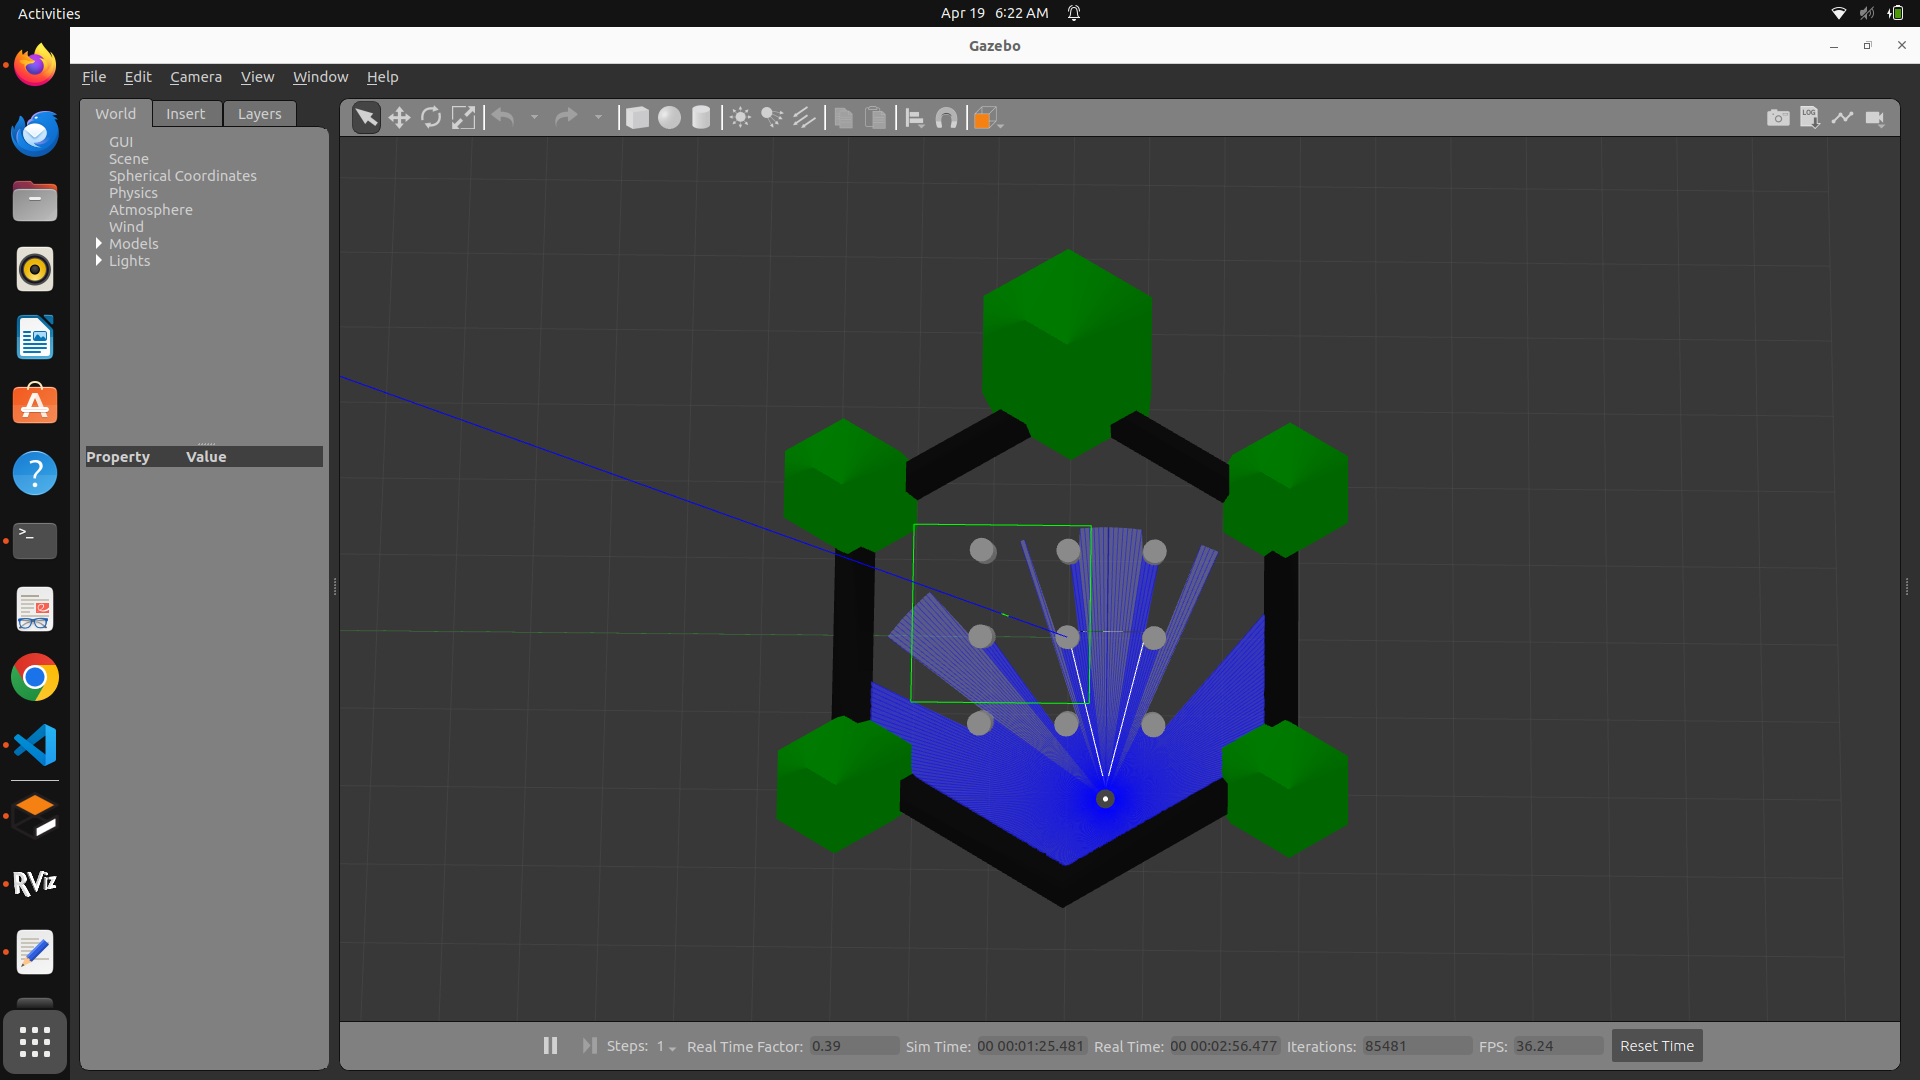 Activities
Apr 19 6:22 AM
Gazebo
File Edit Camera View Window Help
World Insert Layers
GUI
Scene
Spherical Coordinates
Physics
Atmosphere
Wind
Models
Lights
Property Value
LOG
>_
?
RViz
Steps: 1 Real Time Factor: 0.39 Sim Time: 00 00:01:25.481 Real Time: 00 00:02:56.477 Iterations: 85481 FPS: 36.24 Reset Time